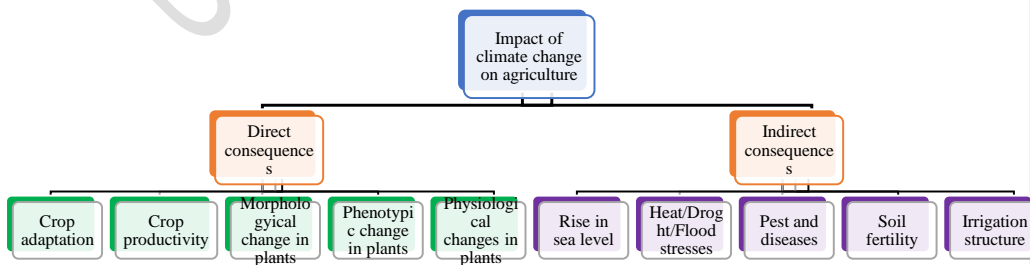 Impact of
climate change
on agriculture
Direct
consequence
s
Indirect
consequence
s
Crop
adaptation
Crop
productivity
Morpholo
gyical
change in
plants
Phenotypi
c change
in plants
Physiologi
cal
changes in
plants
Rise in
sea level
Heat/Drog
ht/Flood
stresses
Pest and
diseases
Soil
fertility
Irrigation
structure